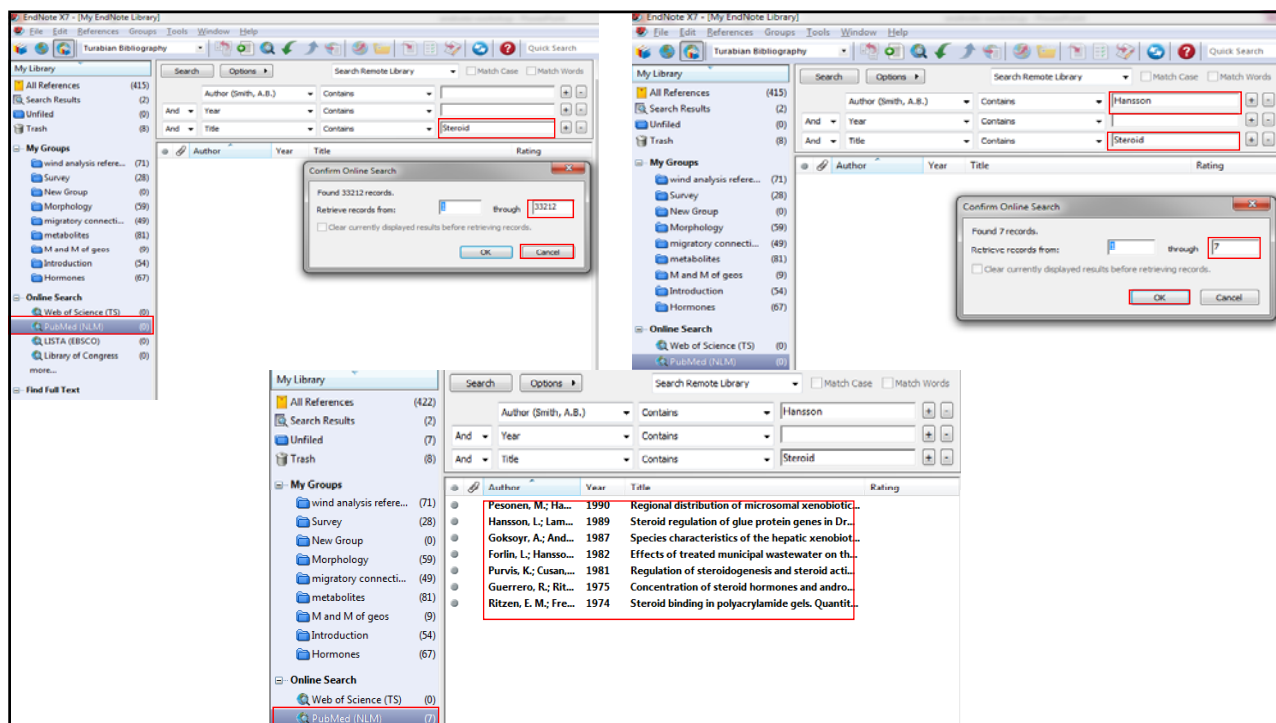 EndNote X7 - [My EndNote Library]
File Edit References Groups Tools Window Help
Turabian Bibliography Quick Search
My Library
All References (415)
Search Results (2)
Unfiled (0)
Trash (8)
My Groups
wind analysis refere... (71)
Survey (28)
New Group (0)
Morphology (59)
migratory connecti... (49)
metabolites (81)
M and M of geos (9)
Introduction (54)
Hormones (67)
Online Search
Web of Science (TS) (0)
PubMed (NLM) (0)
LISTA (EBSCO) (0)
Library of Congress (0)
more...
Find Full Text
Search Options Search Remote Library Match Case Match Words
Author (Smith, A.B.) Contains
And Year Contains
And Title Contains Steroid
Author Year Title Rating
Confirm Online Search
Found 33212 records.
Retrieve records from: 1 through 33212
Clear currently displayed results before retrieving records.
OK Cancel
EndNote X7 - [My EndNote Library]
File Edit References Groups Tools Window Help
Turabian Bibliography Quick Search
My Library
All References (415)
Search Results (2)
Unfiled (0)
Trash (8)
My Groups
wind analysis refere... (71)
Survey (28)
New Group (0)
Morphology (59)
migratory connecti... (49)
metabolites (81)
M and M of geos (9)
Introduction (54)
Hormones (67)
Online Search
Web of Science (TS) (0)
PubMed (NLM) (0)
Search Options Search Remote Library Match Case Match Words
Author (Smith, A.B.) Contains Hansson
And Year Contains
And Title Contains Steroid
Author Year Title Rating
Confirm Online Search
Found 7 records.
Retrieve records from: 1 through 7
Clear currently displayed results before retrieving records.
OK Cancel
My Library
All References (422)
Search Results (2)
Unfiled (7)
Trash (8)
My Groups
wind analysis refere... (71)
Survey (28)
New Group (0)
Morphology (59)
migratory connecti... (49)
metabolites (81)
M and M of geos (9)
Introduction (54)
Hormones (67)
Online Search
Web of Science (TS) (0)
PubMed (NLM) (7)
Search Options Search Remote Library Match Case Match Words
Author (Smith, A.B.) Contains Hansson
And Year Contains
And Title Contains Steroid
Author Year Title Rating
Pesonen, M.; Ha... 1990 Regional distribution of microsomal xenobiotic...
Hansson, L.; Lam... 1989 Steroid regulation of glue protein genes in Dr...
Goksoyr, A.; And... 1987 Species characteristics of the hepatic xenobiot...
Forlin, L.; Hansso... 1982 Effects of treated municipal wastewater on th...
Purvis, K.; Cusan,... 1981 Regulation of steroidogenesis and steroid acti...
Guerrero, R.; Rit... 1975 Concentration of steroid hormones and andro...
Ritzen, E. M.; Fre... 1974 Steroid binding in polyacrylamide gels. Quantit...